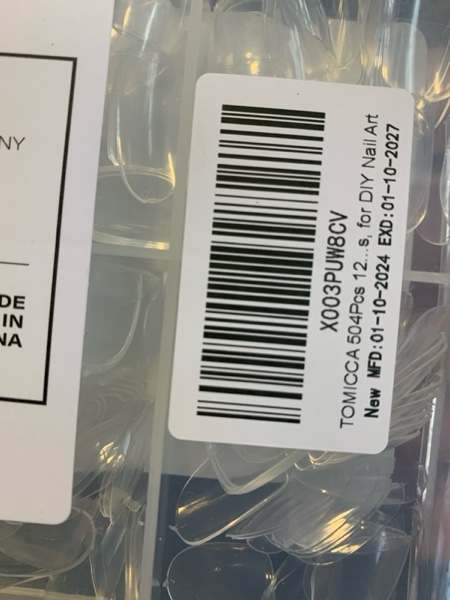 NY
DE
IN
NA
X003PUW8CV
TOMICCA 504Pcs 12...s, for DIY Nail Art
New MFD:01-10-2024 EXD:01-10-2027